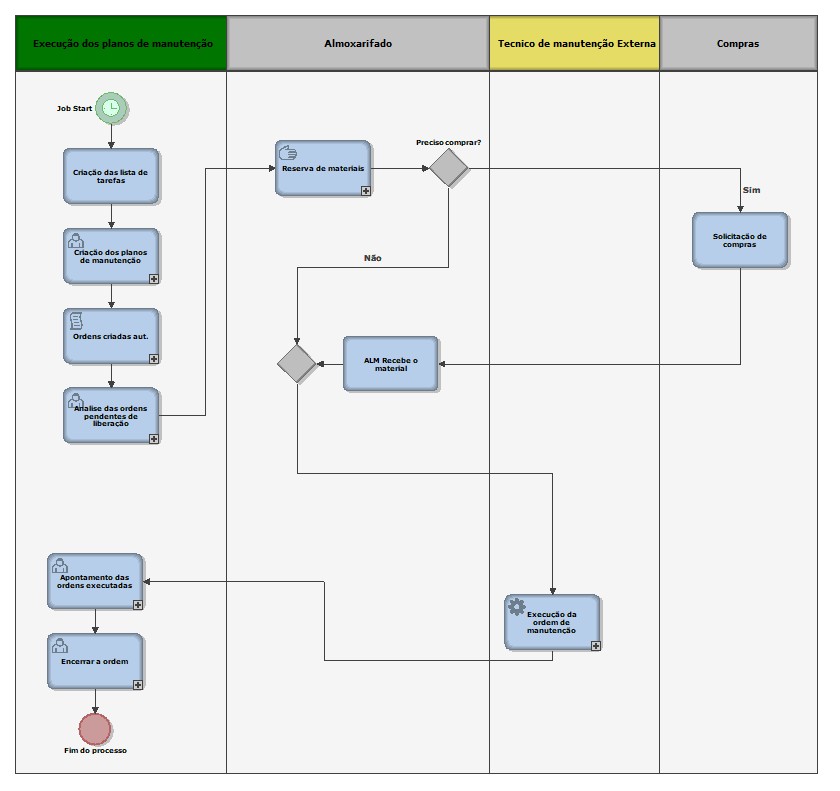 Execução dos planos de manutenção
Almoxarifado
Tecnico de manutenção Externa
Compras
Job Start
Criação das lista de
tarefas
Criação dos planos
de manutenção
Ordens criadas aut.
Analise das ordens
pendentes de
liberação
Reserva de materiais
Preciso comprar?
Sim
Solicitação de
compras
Não
ALM Recebe o
material
Execução da
ordem de
manutenção
Apontamento das
ordens executadas
Encerrar a ordem
Fim do processo